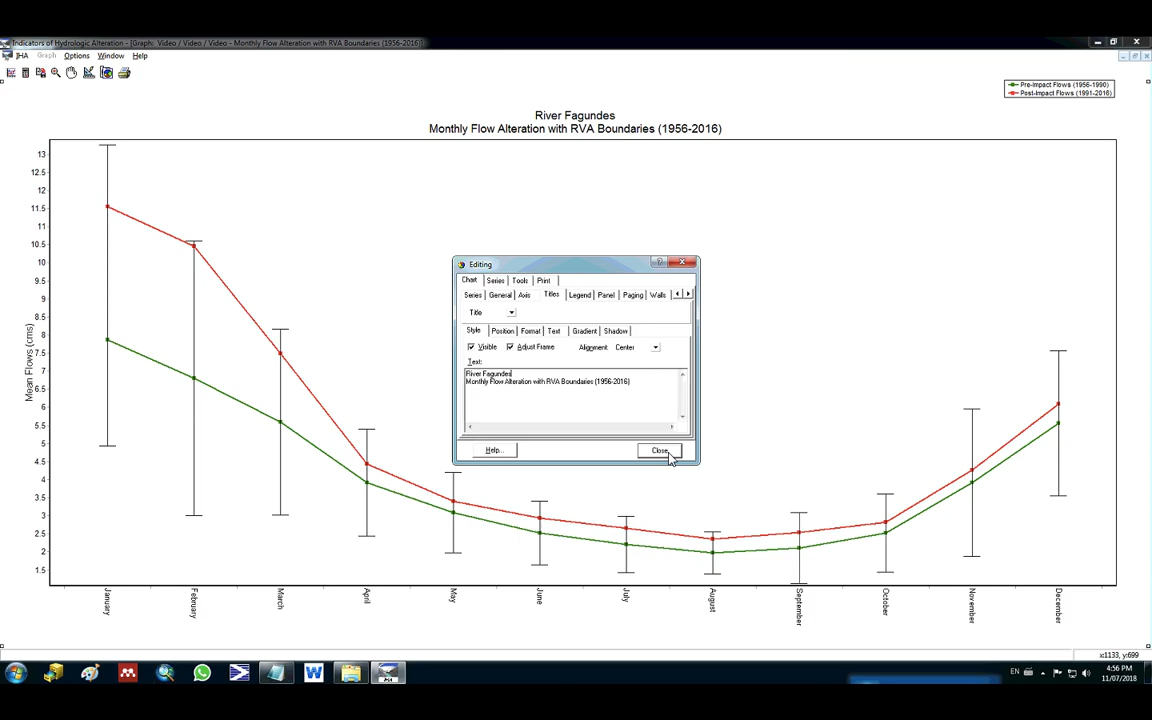 Indicators of Hydrologic Alteration - [Graph: Video / Video / Video - Monthly Flow Alteration with RVA Boundaries (1956-2016)]
IHA Graph Options Window Help
Pre-Impact Flows (1956-1990)
Post-Impact Flows (1991-2016)
River Fagundes
Monthly Flow Alteration with RVA Boundaries (1956-2016)
Mean Flows (cms)
13
12.5
12
11.5
11
10.5
10
9.5
9
8.5
8
7.5
7
6.5
6
5.5
5
4.5
4
3.5
3
2.5
2
1.5
Editing
Chart Series Tools Print
Series General Axis Titles Legend Panel Paging Walls
Title
Style Position Format Text Gradient Shadow
Visible Adjust Frame Alignment Center
Text:
River Fagundes
Monthly Flow Alteration with RVA Boundaries (1956-2016)
Help... Close
January February March April May June July August September October November December
x:1133, y:699
EN 4:56 PM
11/07/2018